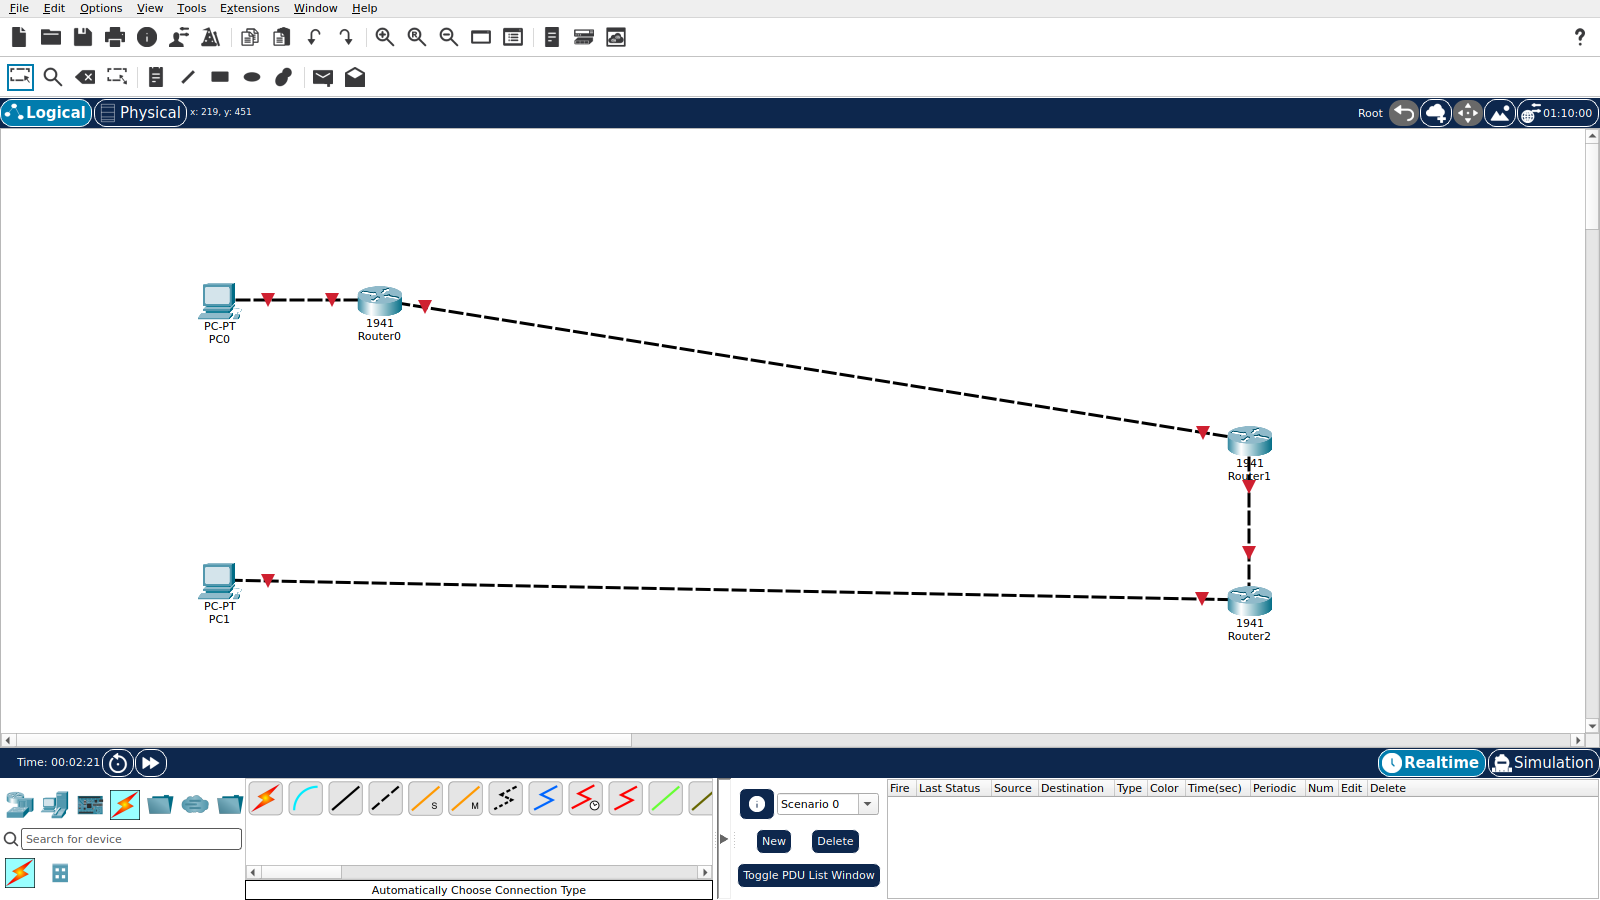 File Edit Options View Tools Extensions Window Help
?
Logical Physical x: 219, y: 451 Root 01:10:00
PC-PT
PC0
1941
Router0
1941
Router1
PC-PT
PC1
1941
Router2
Time: 00:02:21 Realtime Simulation
S M
Search for device
Automatically Choose Connection Type
Scenario 0
New Delete
Toggle PDU List Window
Fire Last Status Source Destination Type Color Time(sec) Periodic Num Edit Delete